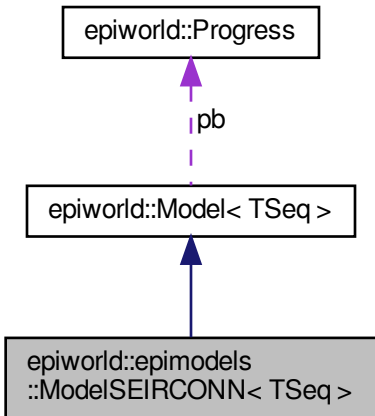 epiworld::Progress
pb
epiworld::Model< TSeq >
epiworld::epimodels
::ModelSEIRCONN< TSeq >